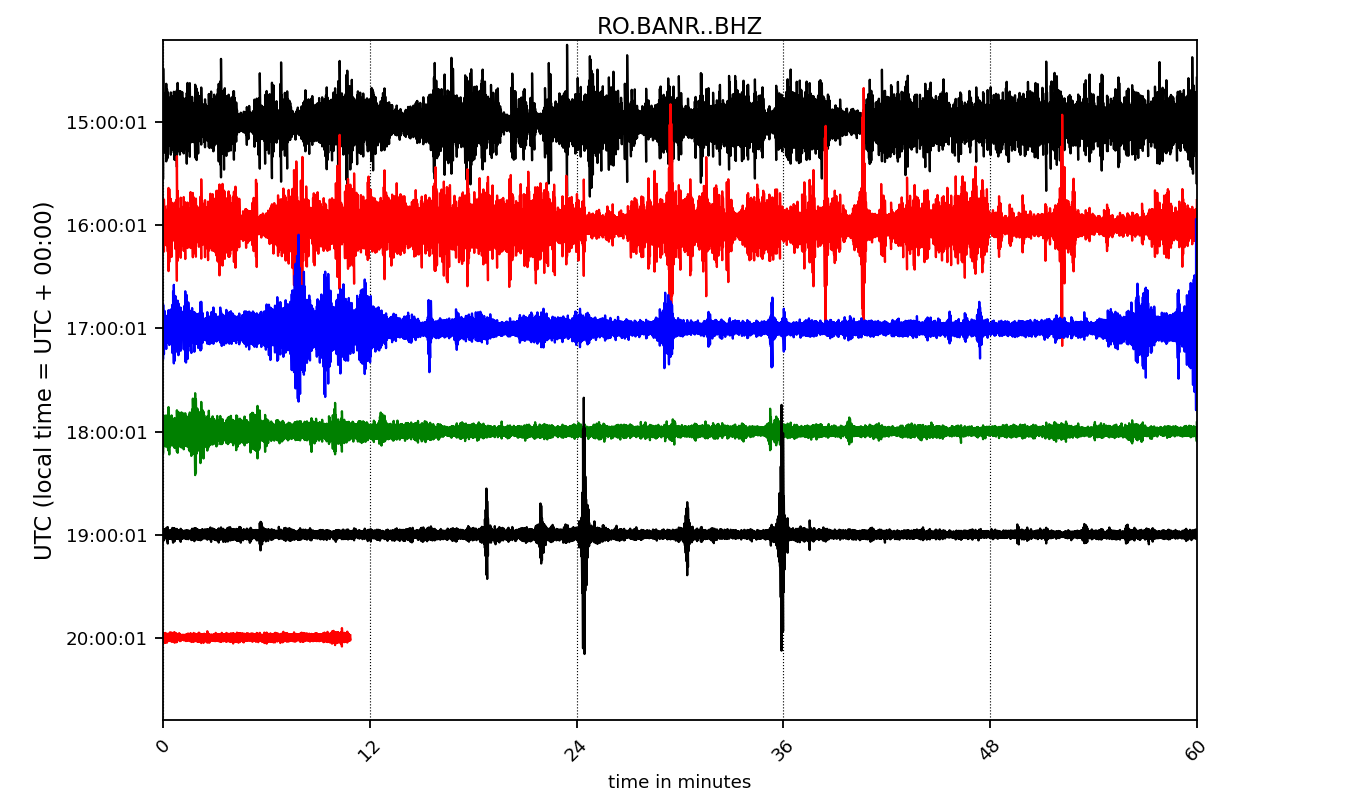 RO.BANR..BHZ
UTC (local time = UTC + 00:00)
15:00:01
16:00:01
17:00:01
18:00:01
19:00:01
20:00:01
0 12 24 36 48 60
time in minutes